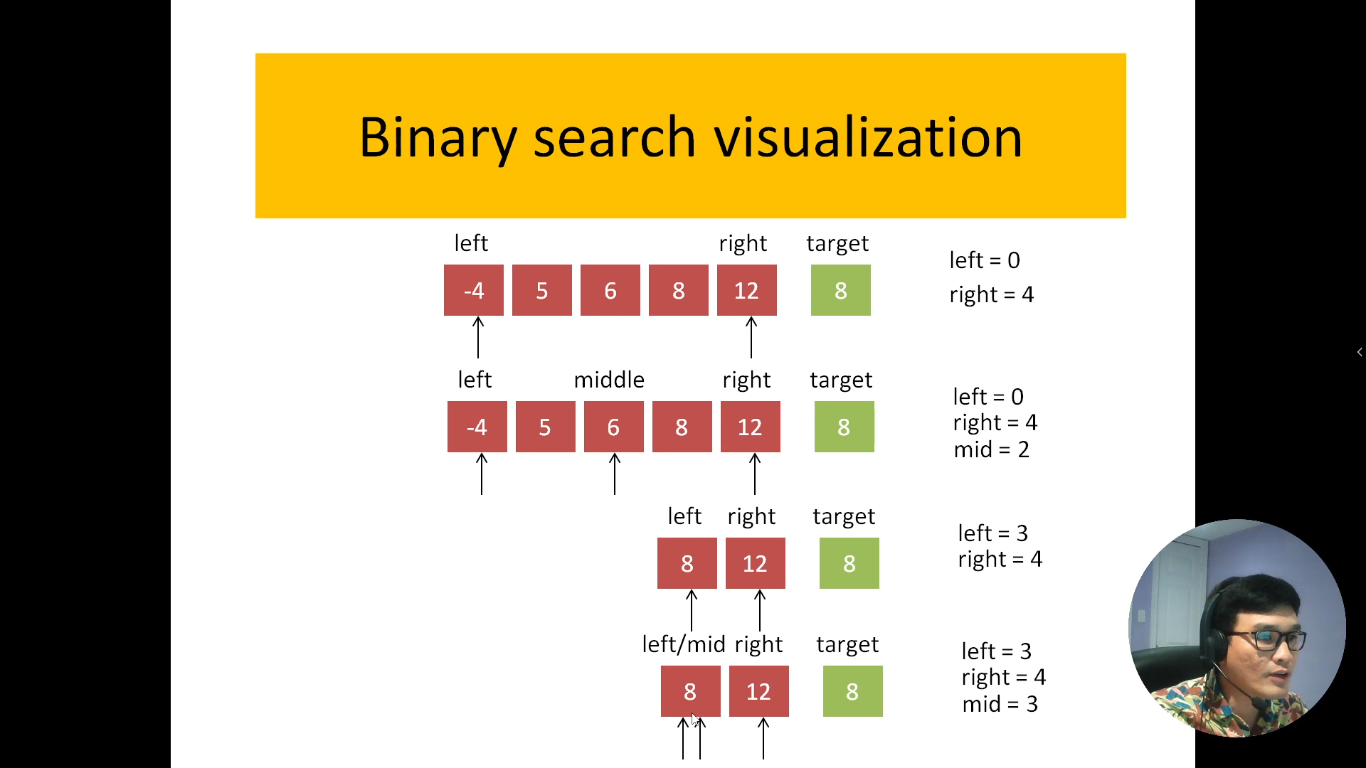 Binary search visualization
left right target
-4 5 6 8 12 8
left = 0
right = 4
left middle right target
-4 5 6 8 12 8
left = 0
right = 4
mid = 2
left right target
8 12 8
left = 3
right = 4
left/mid right target
8 12 8
left = 3
right = 4
mid = 3